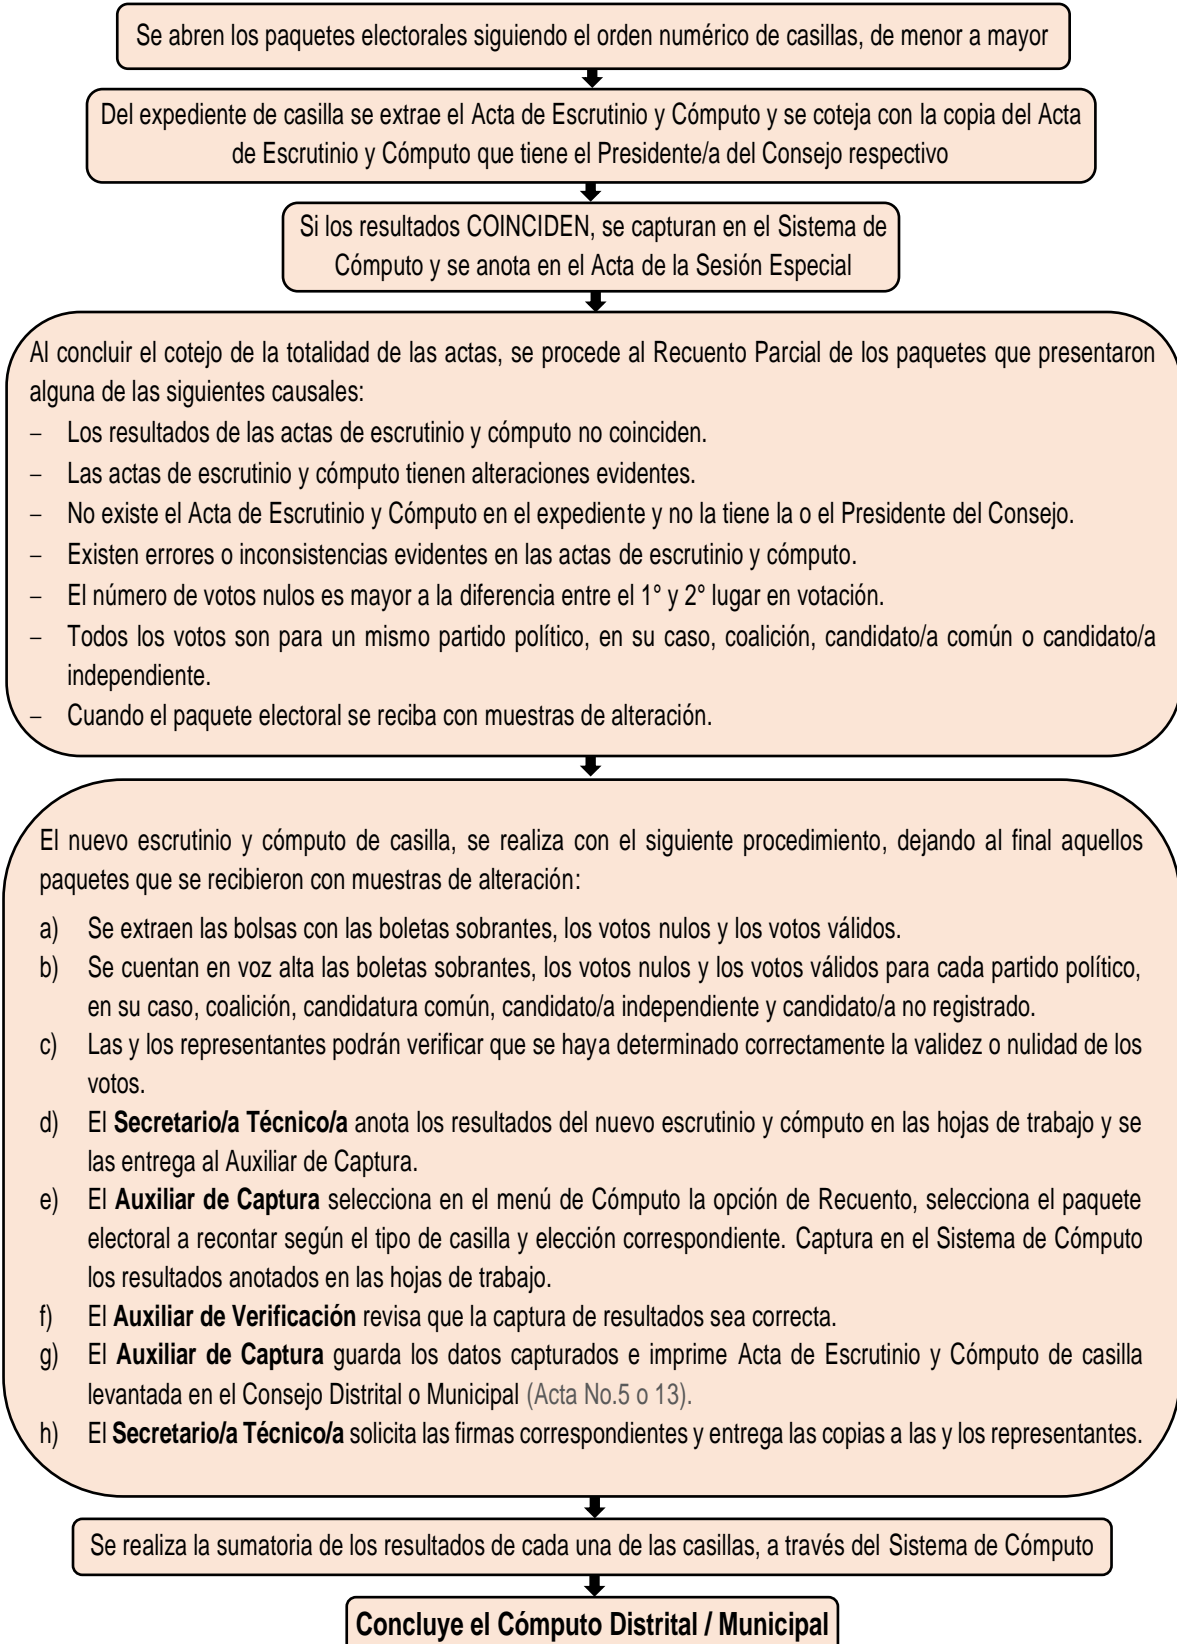 Se abren los paquetes electorales siguiendo el orden numérico de casillas, de menor a mayor
Del expediente de casilla se extrae el Acta de Escrutinio y Cómputo y se coteja con la copia del Acta
de Escrutinio y Cómputo que tiene el Presidente/a del Consejo respectivo
Si los resultados COINCIDEN, se capturan en el Sistema de
Cómputo y se anota en el Acta de la Sesión Especial
Al concluir el cotejo de la totalidad de las actas, se procede al Recuento Parcial de los paquetes que presentaron
alguna de las siguientes causales:
– Los resultados de las actas de escrutinio y cómputo no coinciden.
– Las actas de escrutinio y cómputo tienen alteraciones evidentes.
– No existe el Acta de Escrutinio y Cómputo en el expediente y no la tiene la o el Presidente del Consejo.
– Existen errores o inconsistencias evidentes en las actas de escrutinio y cómputo.
– El número de votos nulos es mayor a la diferencia entre el 1° y 2° lugar en votación.
– Todos los votos son para un mismo partido político, en su caso, coalición, candidato/a común o candidato/a
independiente.
– Cuando el paquete electoral se reciba con muestras de alteración.
El nuevo escrutinio y cómputo de casilla, se realiza con el siguiente procedimiento, dejando al final aquellos
paquetes que se recibieron con muestras de alteración:
a) Se extraen las bolsas con las boletas sobrantes, los votos nulos y los votos válidos.
b) Se cuentan en voz alta las boletas sobrantes, los votos nulos y los votos válidos para cada partido político,
en su caso, coalición, candidatura común, candidato/a independiente y candidato/a no registrado.
c) Las y los representantes podrán verificar que se haya determinado correctamente la validez o nulidad de los
votos.
d) El Secretario/a Técnico/a anota los resultados del nuevo escrutinio y cómputo en las hojas de trabajo y se
las entrega al Auxiliar de Captura.
e) El Auxiliar de Captura selecciona en el menú de Cómputo la opción de Recuento, selecciona el paquete
electoral a recontar según el tipo de casilla y elección correspondiente. Captura en el Sistema de Cómputo
los resultados anotados en las hojas de trabajo.
f) El Auxiliar de Verificación revisa que la captura de resultados sea correcta.
g) El Auxiliar de Captura guarda los datos capturados e imprime Acta de Escrutinio y Cómputo de casilla
levantada en el Consejo Distrital o Municipal (Acta No.5 o 13).
h) El Secretario/a Técnico/a solicita las firmas correspondientes y entrega las copias a las y los representantes.
Se realiza la sumatoria de los resultados de cada una de las casillas, a través del Sistema de Cómputo
Concluye el Cómputo Distrital / Municipal